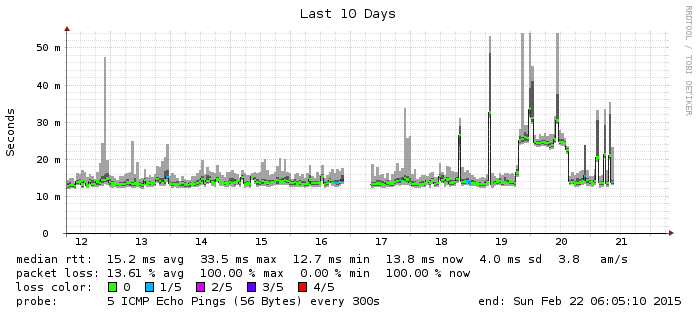 Last 10 Days
RRDTOOL / TOBI OETIKER
Seconds
50 m
40 m
30 m
20 m
10 m
0
12 13 14 15 16 17 18 19 20 21
median rtt: 15.2 ms avg 33.5 ms max 12.7 ms min 13.8 ms now 4.0 ms sd 3.8 am/s
packet loss: 13.61 % avg 100.00 % max 0.00 % min 100.00 % now
loss color: 0 1/5 2/5 3/5 4/5
probe: 5 ICMP Echo Pings (56 Bytes) every 300s end: Sun Feb 22 06:05:10 2015